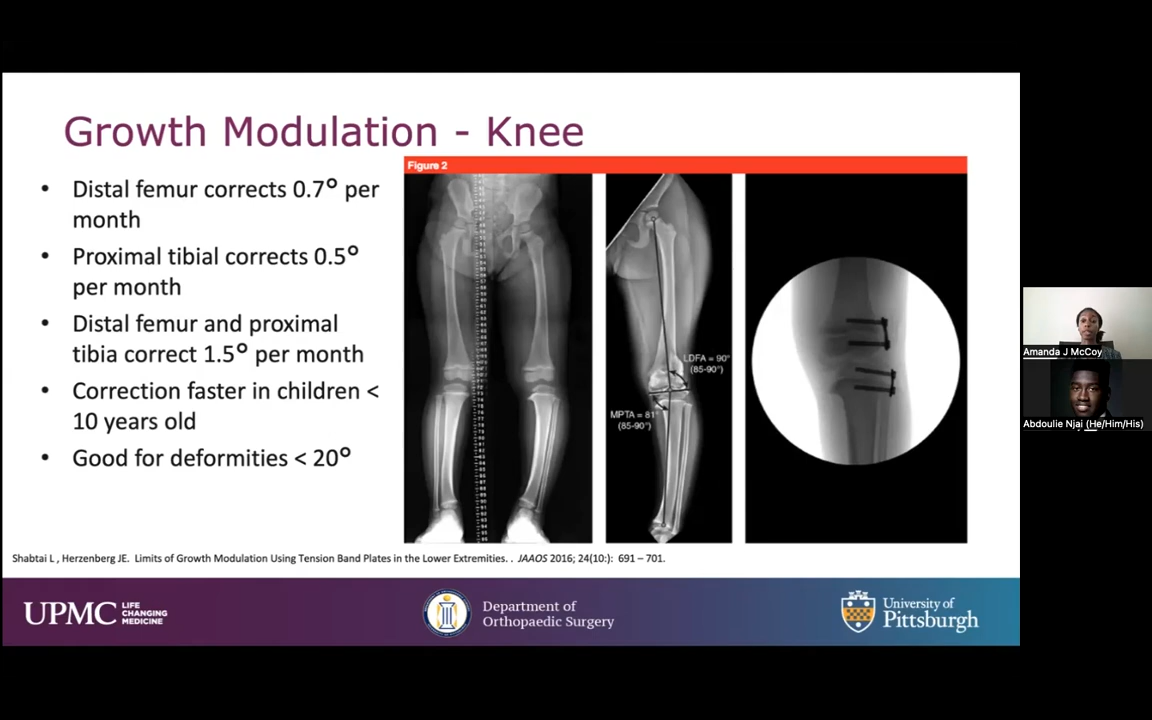 Growth Modulation - Knee
• Distal femur corrects 0.7° per
month
• Proximal tibial corrects 0.5°
per month
• Distal femur and proximal
tibia correct 1.5° per month
• Correction faster in children <
10 years old
• Good for deformities < 20°
Figure 2
LDFA = 90°
(85-90°)
MPTA = 81°
(85-90°)
Shabtai L , Herzenberg JE. Limits of Growth Modulation Using Tension Band Plates in the Lower Extremities. . JAAOS 2016; 24(10:): 691 – 701.
UPMC LIFE
CHANGING
MEDICINE
Department of
Orthopaedic Surgery
University of
Pittsburgh
Amanda J McCoy
Abdoulie Njai (He/Him/His)